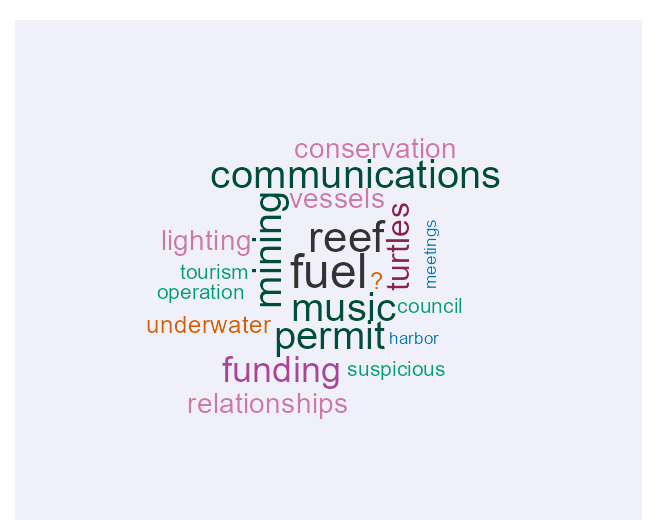 conservation
communications
vessels
mining
turtles
meetings
lighting
reef
tourism
fuel
?
operation
music
council
underwater
permit
harbor
funding
suspicious
relationships